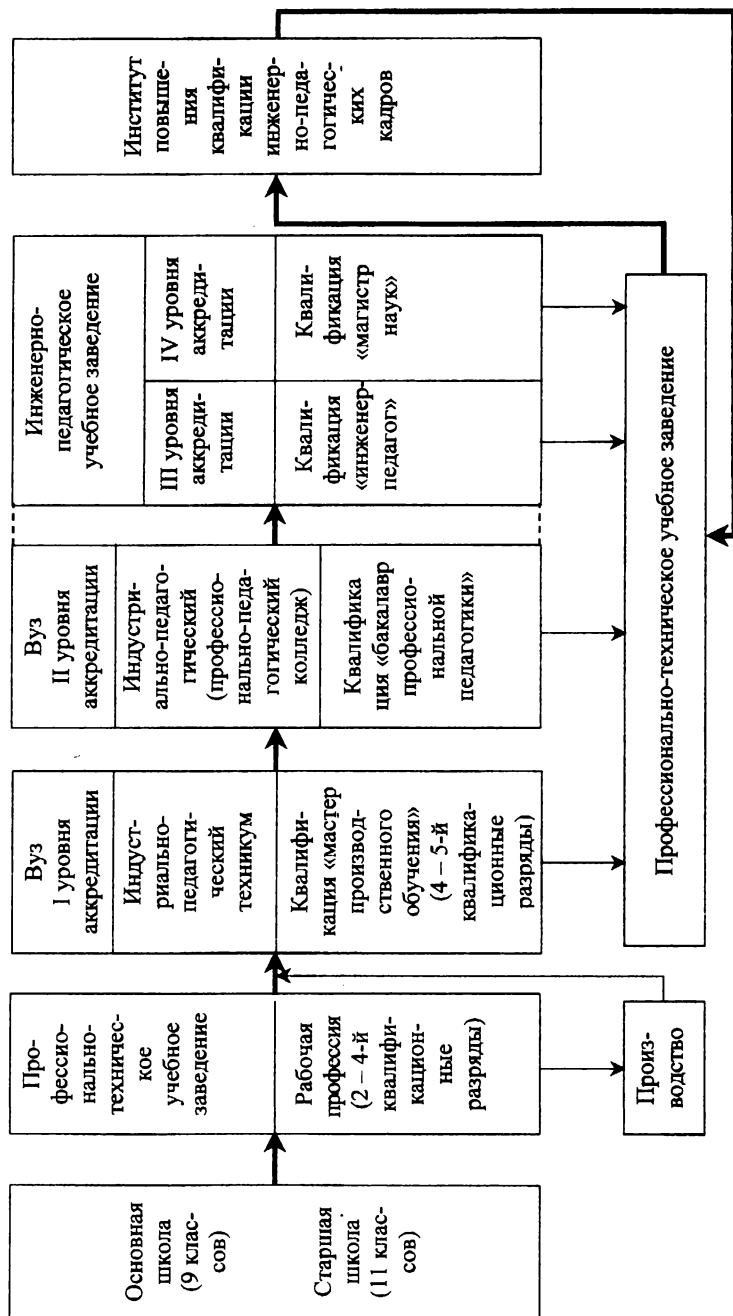 Основная
школа
(9 клас-
сов)
Старшая
школа
(11 клас-
сов)
Про-
фессио-
нально-
техничес-
кое
учебное
заведение
Рабочая
профессия
(2 – 4-й
квалифи-
кацион-
ные
разряды)
Произ-
водство
Вуз
I уровня
аккредитации
Индуст-
риально-
педагоги-
ческий
техникум
Квалифи-
кация «мастер
производ-
ственного
обучения»
(4 – 5-й
квалифика-
ционные
разряды)
Вуз
II уровня
аккредитации
Индустри-
ально-педаго-
гический
(профессио-
нально-педа-
гогический
колледж)
Квалифика
ция «бакалавр
профессио-
нальной
педагогики»
Инженерно-
педагогическое
учебное заведение
III уровня
аккреди-
тации
IV уровня
аккреди-
тации
Квали-
фикация
«инженер-
педагог»
Квали-
фикация
«магистр
наук»
Профессионально-техническое учебное заведение
Институт
повыше-
ния
квалифи-
кации
инженер-
но-педа-
гогичес-
ких
кадров